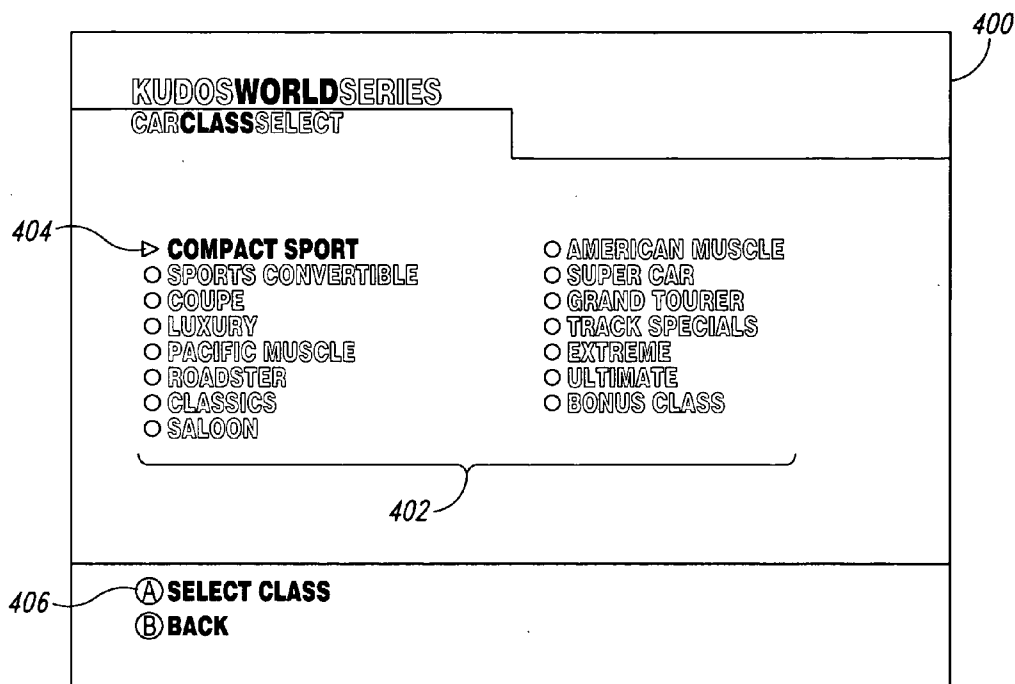 400
KUDOSWORLDSERIES
CARCLASSSELECT
404
COMPACT SPORT
SPORTS CONVERTIBLE
COUPE
LUXURY
PACIFIC MUSCLE
ROADSTER
CLASSICS
SALOON
AMERICAN MUSCLE
SUPER CAR
GRAND TOURER
TRACK SPECIALS
EXTREME
ULTIMATE
BONUS CLASS
402
406
Ⓐ SELECT CLASS
Ⓑ BACK